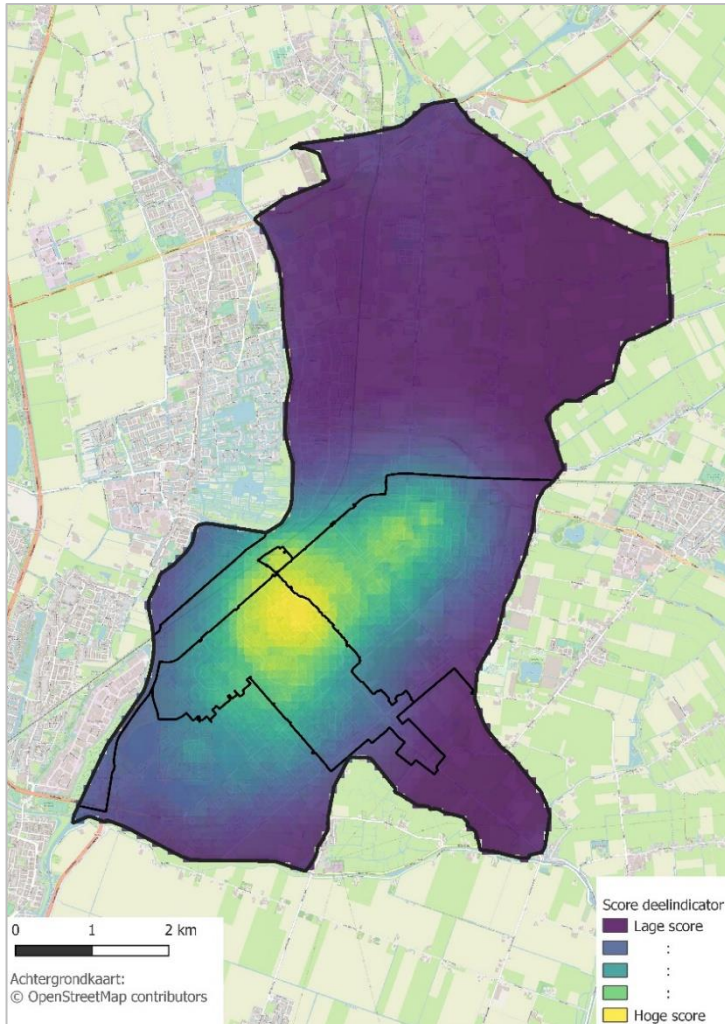 0 1 2 km
Achtergrondkaart:
© OpenStreetMap contributors
Score deelindicator
Lage score
:
:
Hoge score